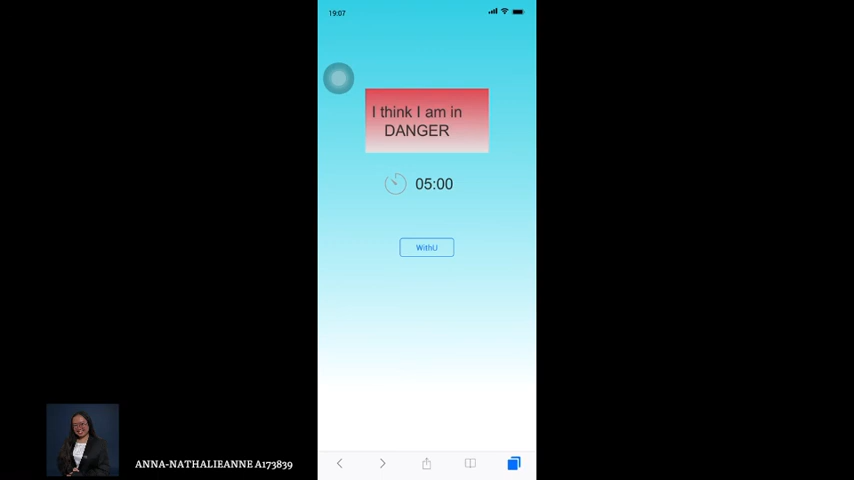 19:07
I think I am in
DANGER
05:00
WithU
ANNA-NATHALIEANNE A173839